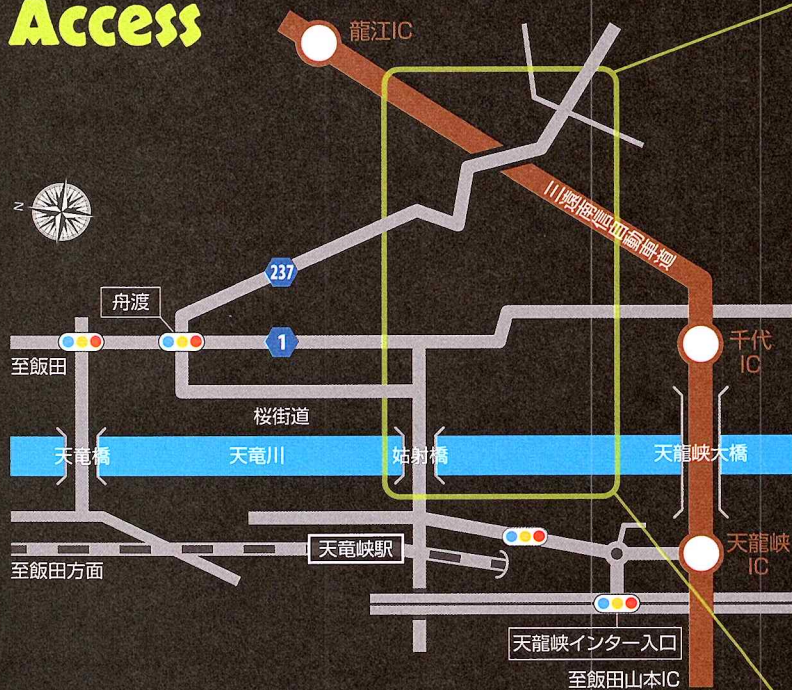 Access
龍江IC
N
三遠南信自動車道
237
舟渡
1
至飯田
千代
IC
桜街道
天竜橋
天竜川
姑射橋
天龍峡大橋
天竜峡駅
天龍峡
IC
至飯田方面
天龍峡インター入口
至飯田山本IC